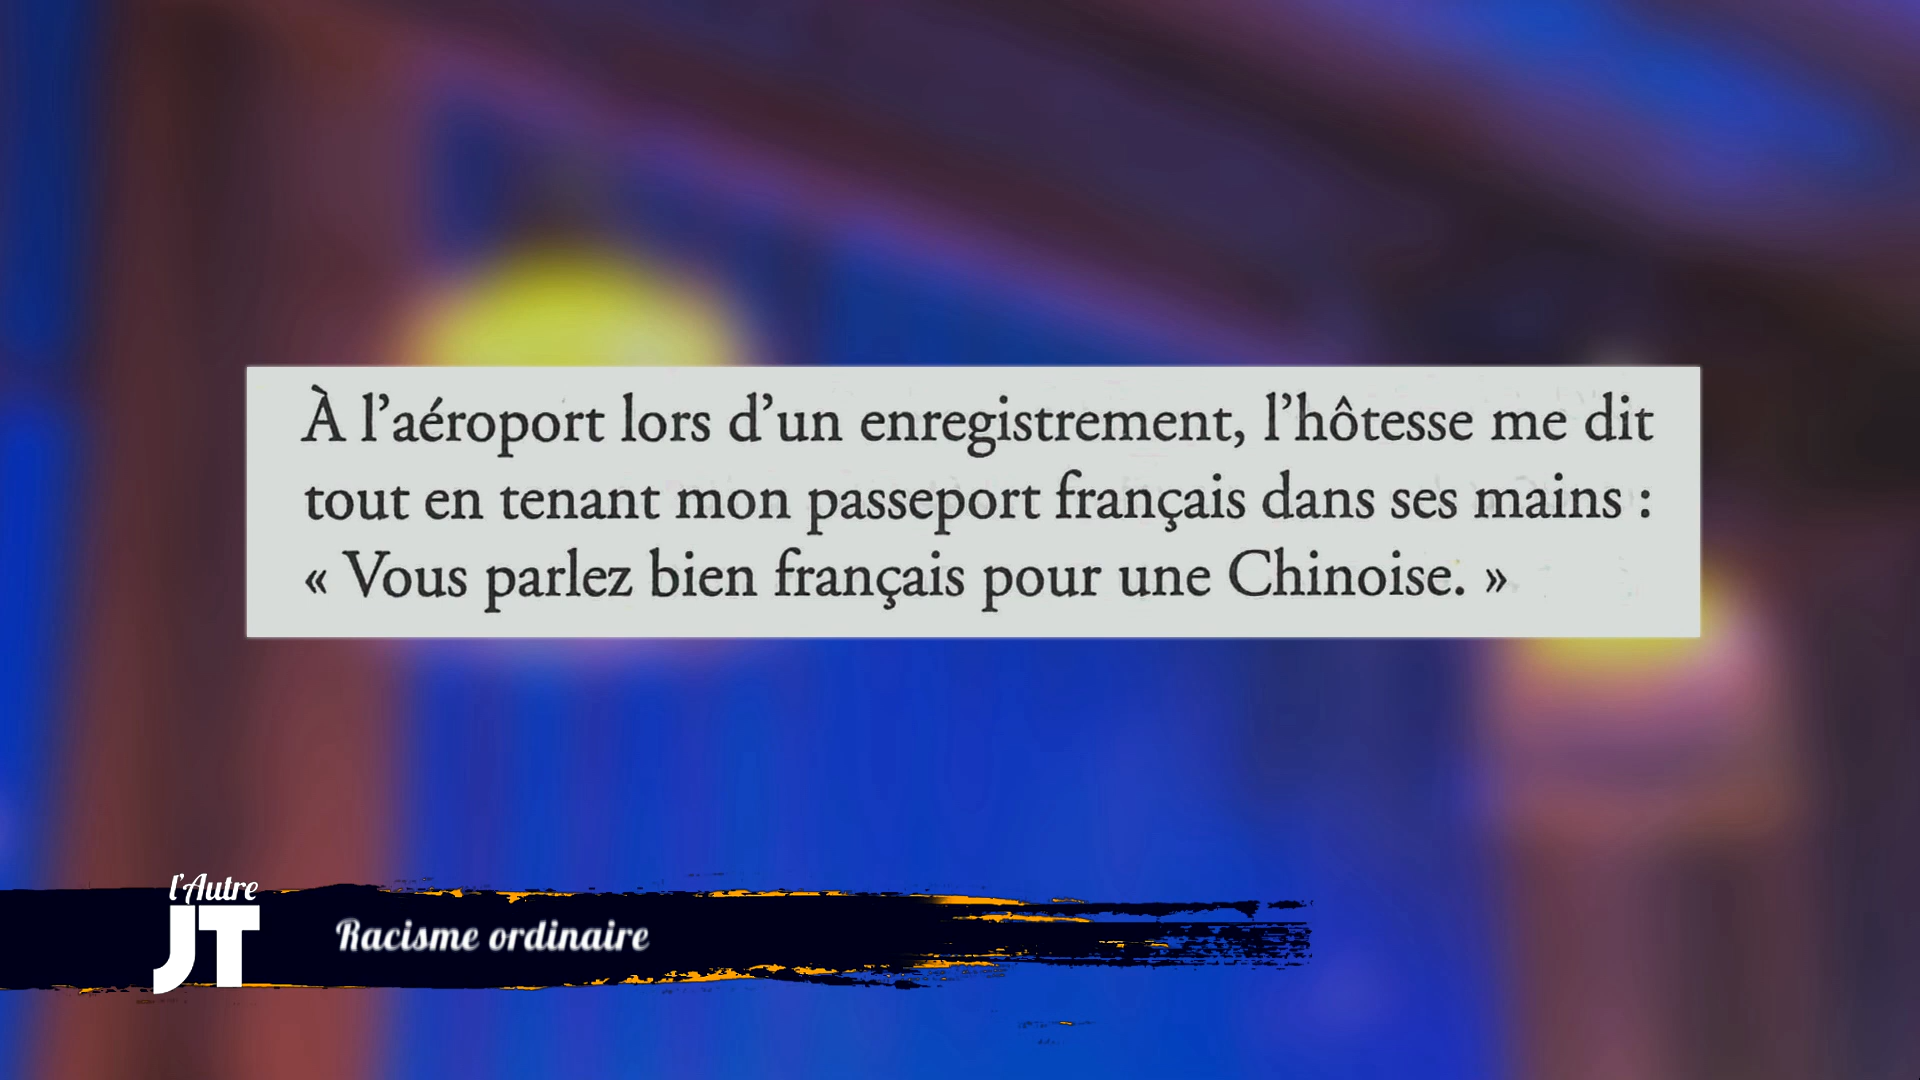 À l’aéroport lors d’un enregistrement, l’hôtesse me dit
tout en tenant mon passeport français dans ses mains :
« Vous parlez bien français pour une Chinoise. »
l’Autre
JT
Racisme ordinaire